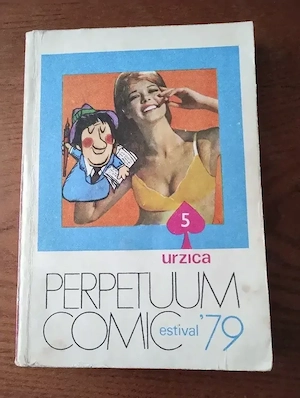 5
urzica
PERPETUUM
COMIC estival '79